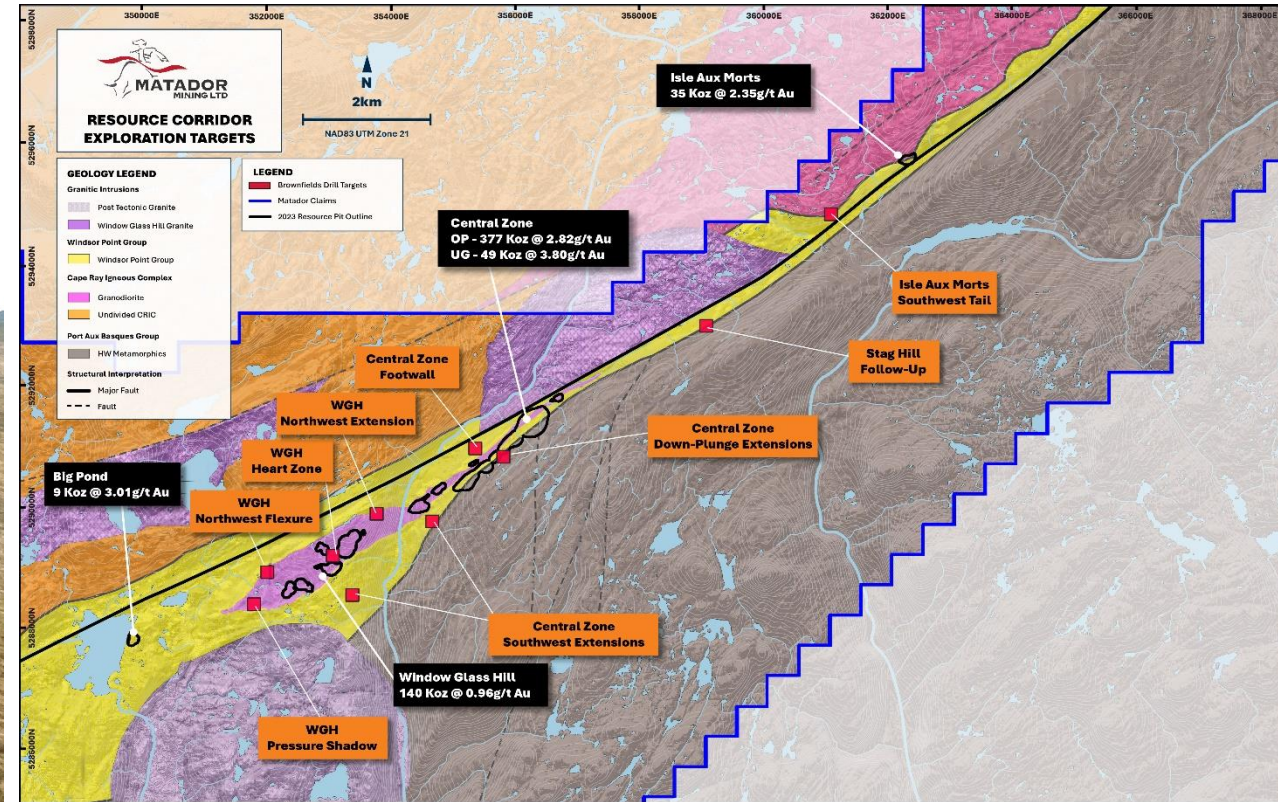 350000E
352000E
354000E
356000E
358000E
360000E
362000E
364000E
366000E
368000E
5298000N
5296000N
5294000N
5292000N
5290000N
5288000N
5286000N
MATADOR
MINING LTD
RESOURCE CORRIDOR
EXPLORATION TARGETS
N
2km
NAD83 UTM Zone 21
GEOLOGY LEGEND
Granitic Intrusions
Post Tectonic Granite
Window Glass Hill Granite
Windsor Point Group
Windsor Point Group
Cape Ray Igneous Complex
Granodiorite
Undivided CRIC
Port Aux Basques Group
HW Metamorphics
Structural Interpretation
Major Fault
Fault
LEGEND
Brownfields Drill Targets
Matador Claims
2023 Resource Pit Outline
Isle Aux Morts
35 Koz @ 2.35g/t Au
Central Zone
OP - 377 Koz @ 2.82g/t Au
UG - 49 Koz @ 3.80g/t Au
Isle Aux Morts
Southwest Tail
Stag Hill
Follow-Up
Central Zone
Footwall
WGH
Northwest Extension
Central Zone
Down-Plunge Extensions
WGH
Heart Zone
Big Pond
9 Koz @ 3.01g/t Au
WGH
Northwest Flexure
Central Zone
Southwest Extensions
Window Glass Hill
140 Koz @ 0.96g/t Au
WGH
Pressure Shadow